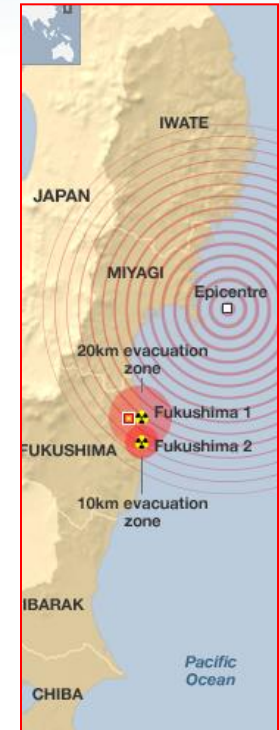 IWATE
JAPAN
MIYAGI
Epicentre
20km evacuation
zone
Fukushima 1
FUKUSHIMA
Fukushima 2
10km evacuation
zone
IBARAK
Pacific
Ocean
CHIBA